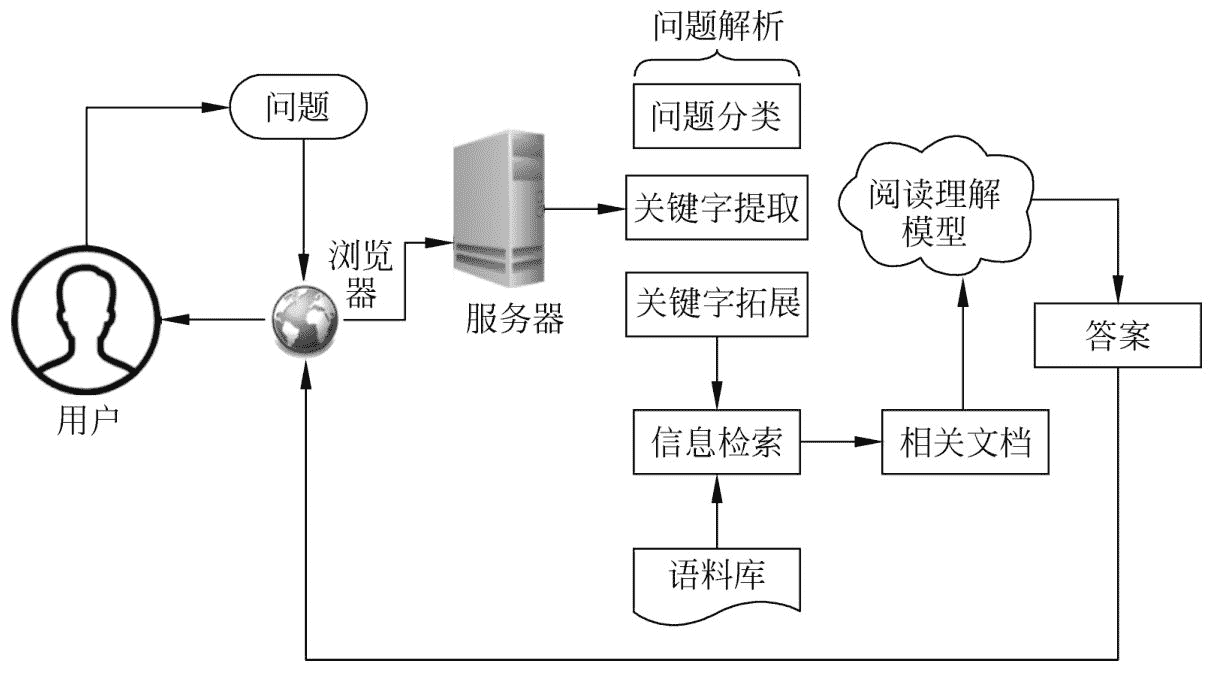 问题解析
问题
问题分类
关键字提取
阅读理解
模型
浏览
器
关键字拓展
服务器
答案
用户
信息检索
相关文档
语料库